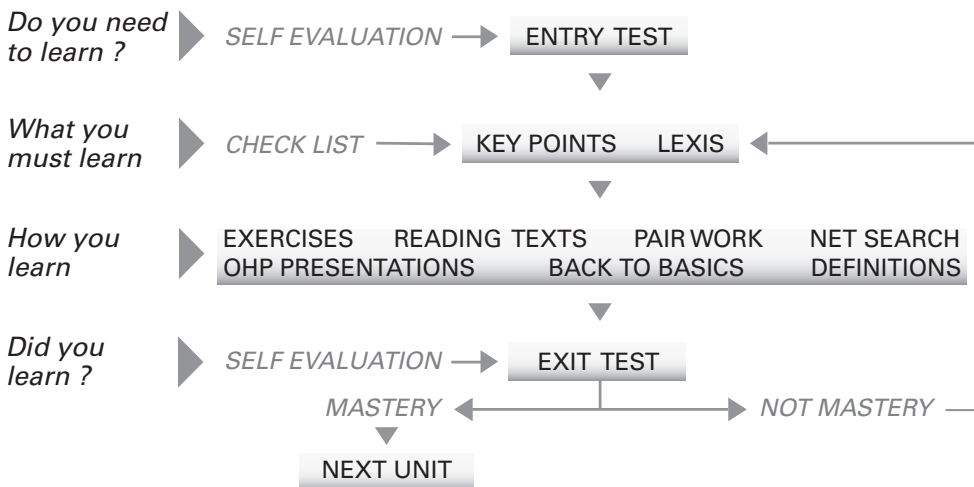 Do you need
to learn ?
SELF EVALUATION
ENTRY TEST
What you
must learn
CHECK LIST
KEY POINTS LEXIS
How you
learn
EXERCISES READING TEXTS PAIR WORK NET SEARCH
OHP PRESENTATIONS BACK TO BASICS DEFINITIONS
Did you
learn ?
SELF EVALUATION
EXIT TEST
MASTERY
NOT MASTERY
NEXT UNIT